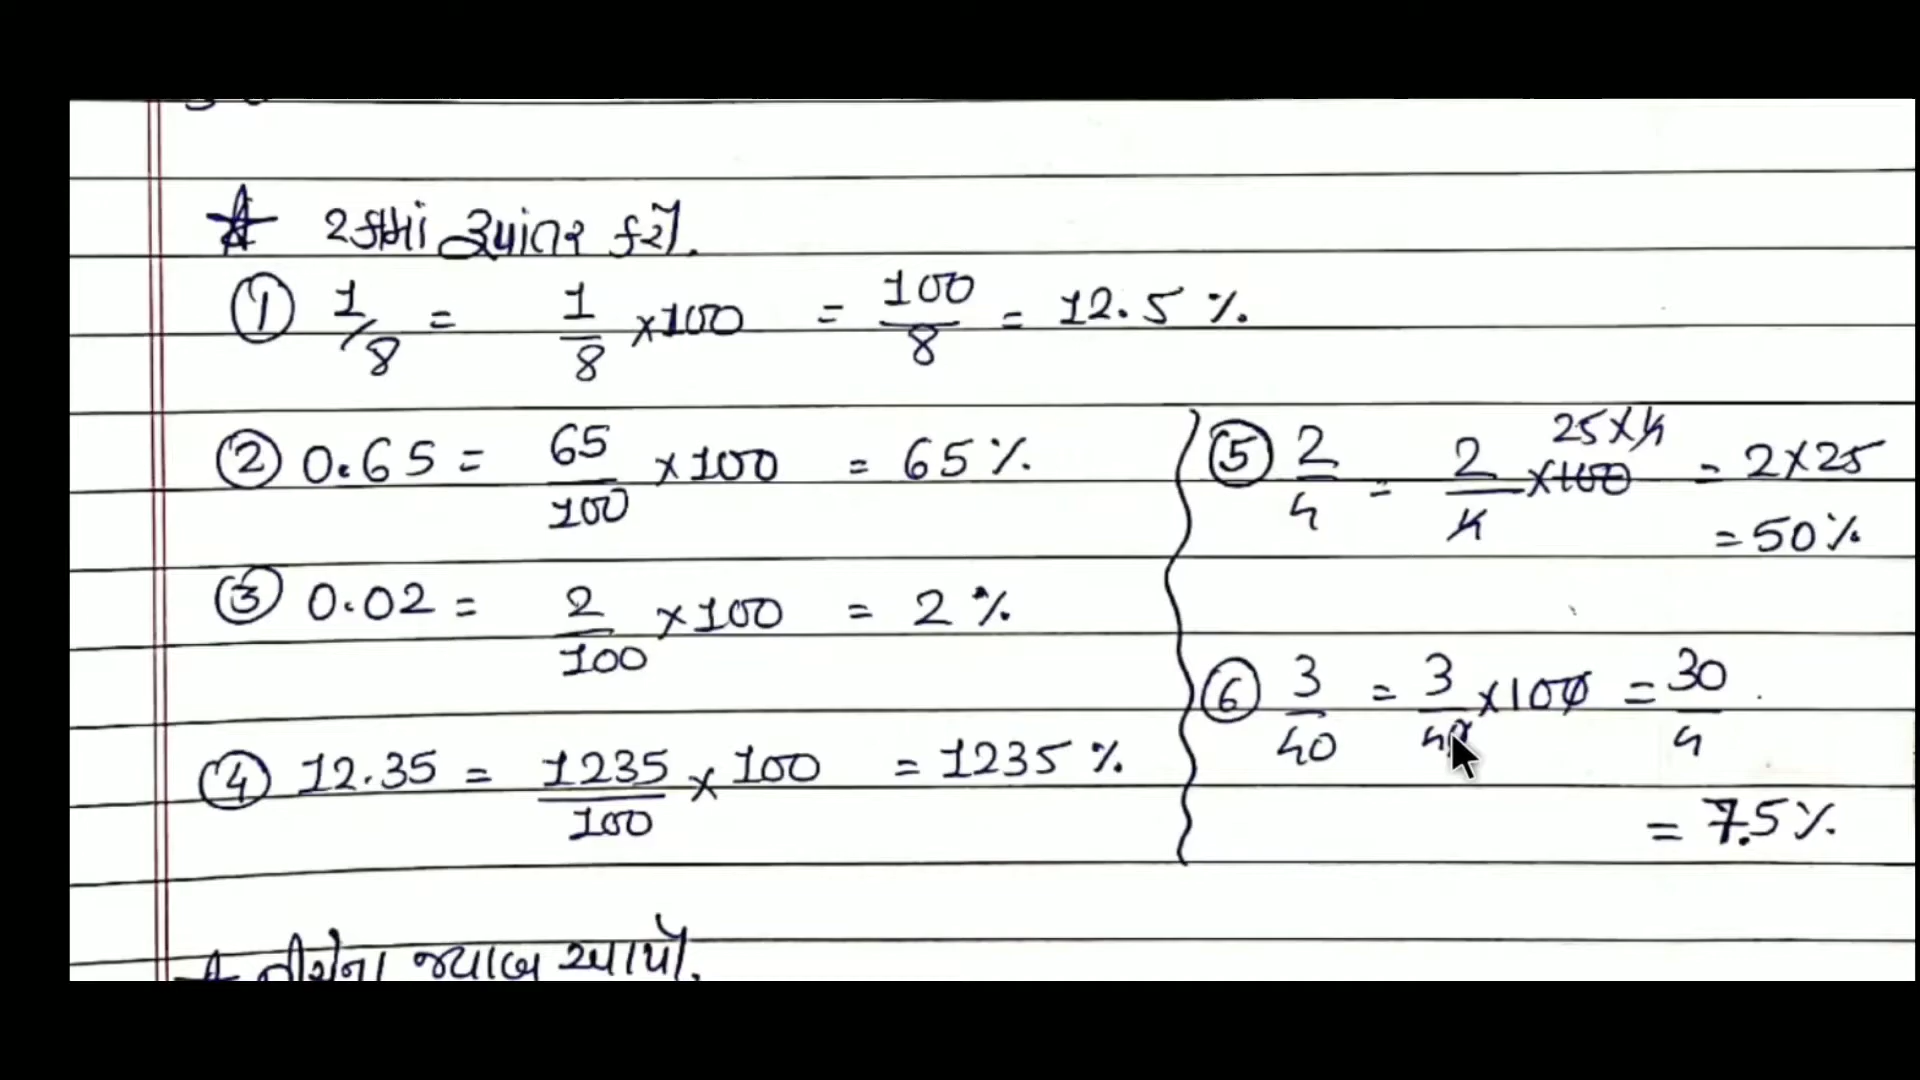 ★ ટકામાં રૂપાંતર કરો.
① 1/8 = 1/8 ×100 = 100/8 = 12.5 %.
② 0.65 = 65/100 ×100 = 65 %.
③ 0.02 = 2/100 ×100 = 2 %.
④ 12.35 = 1235/100 × 100 = 1235 %.
⑤ 2/4 = 2/4 ×100 25×4 = 2×25
= 50 %.
⑥ 3/40 = 3/40 ×100 = 30/4
= 7.5 %.
★ નીચેના જવાબ આપો.